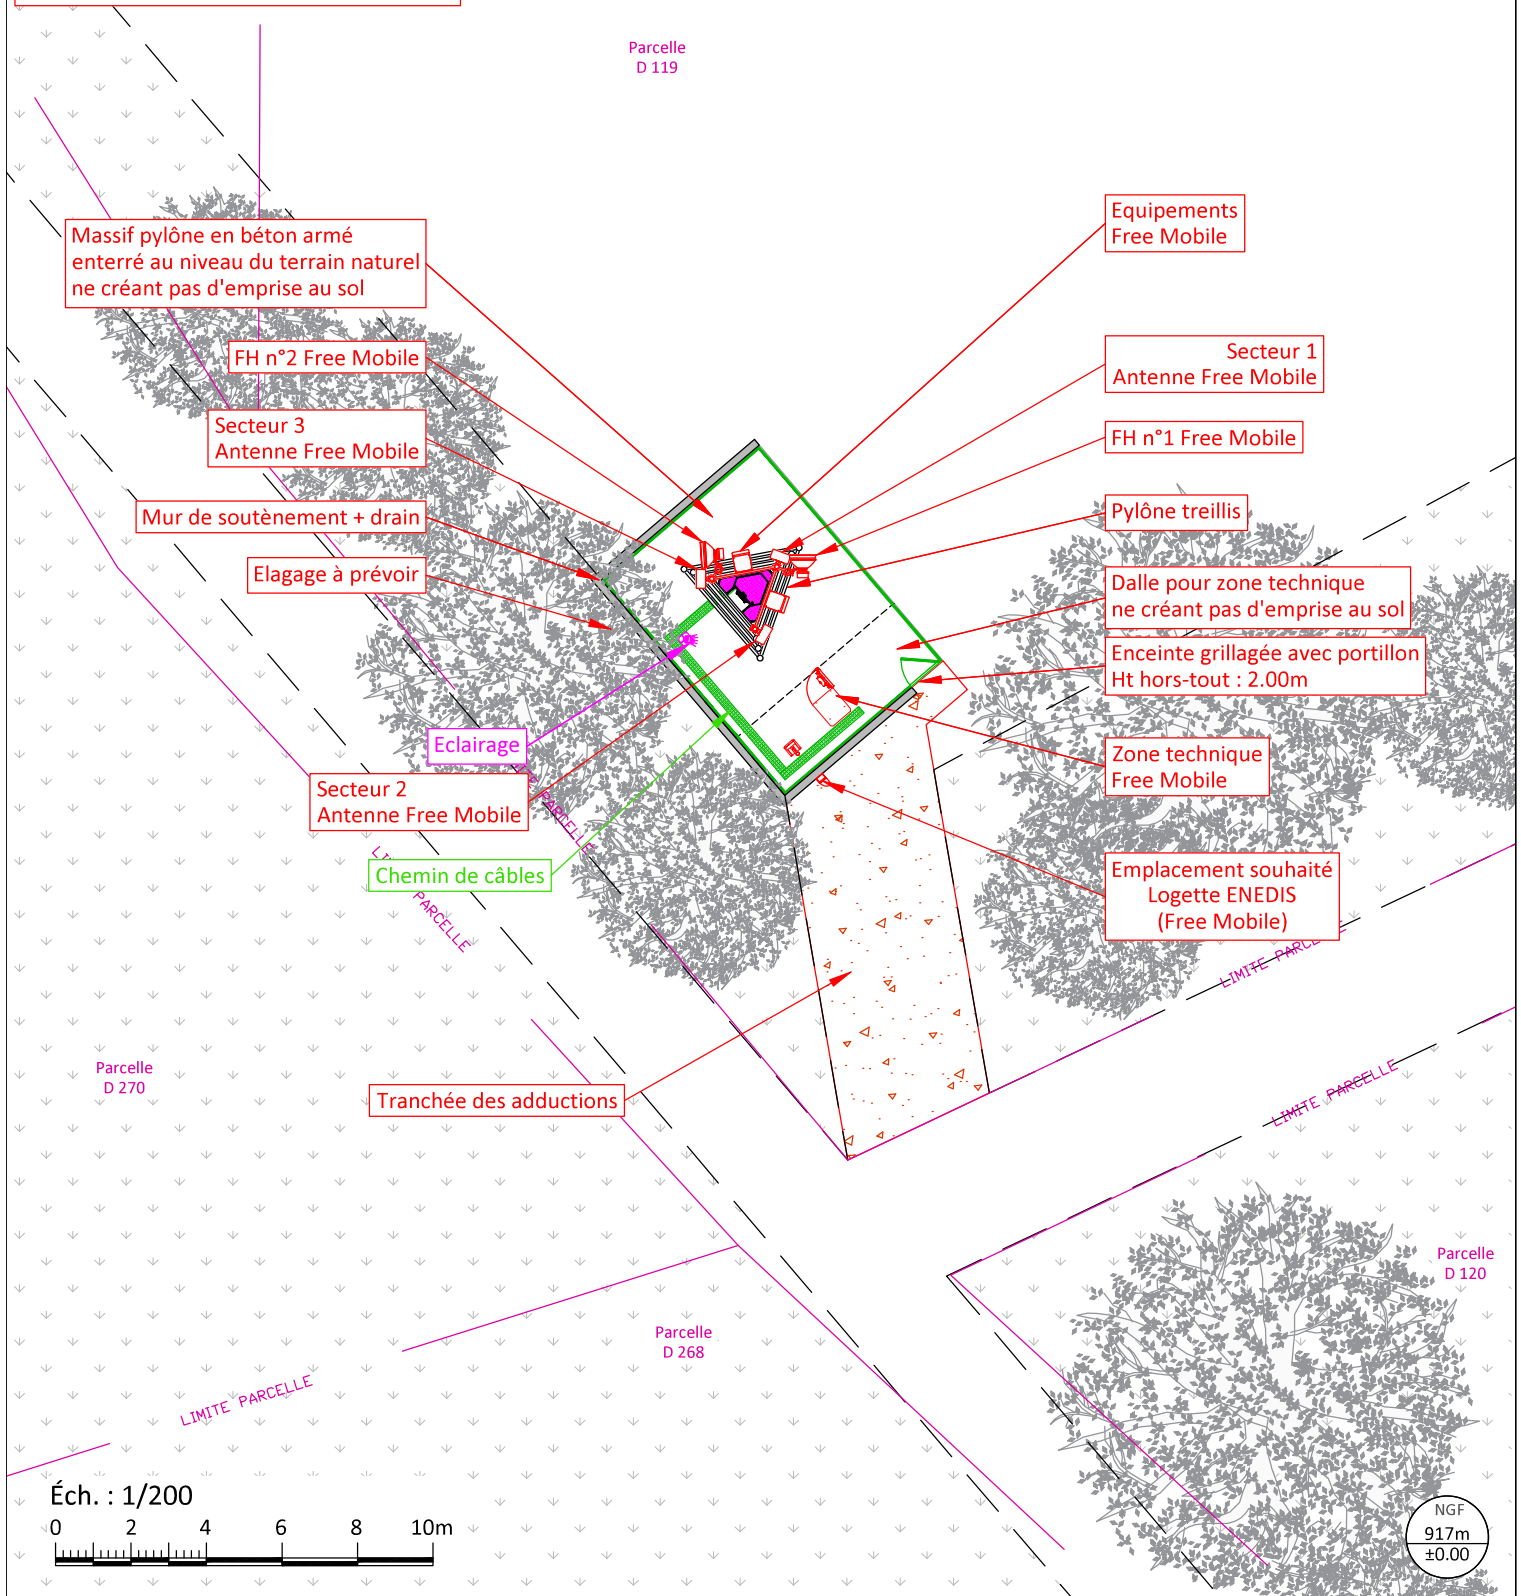 Parcelle
D 119
Massif pylône en béton armé
enterré au niveau du terrain naturel
ne créant pas d'emprise au sol
Equipements
Free Mobile
FH n°2 Free Mobile
Secteur 1
Antenne Free Mobile
Secteur 3
Antenne Free Mobile
FH n°1 Free Mobile
Mur de soutènement + drain
Pylône treillis
Elagage à prévoir
Dalle pour zone technique
ne créant pas d'emprise au sol
Enceinte grillagée avec portillon
Ht hors-tout : 2.00m
Eclairage
Zone technique
Free Mobile
Secteur 2
Antenne Free Mobile
PARCELLE
Chemin de câbles
PARCELLE
Emplacement souhaité
Logette ENEDIS
(Free Mobile)
LIMITE PARCELLE
Parcelle
D 270
Tranchée des adductions
LIMITE PARCELLE
Parcelle
D 120
Parcelle
D 268
LIMITE PARCELLE
Éch. : 1/200
0 2 4 6 8 10m
NGF
917m
±0.00